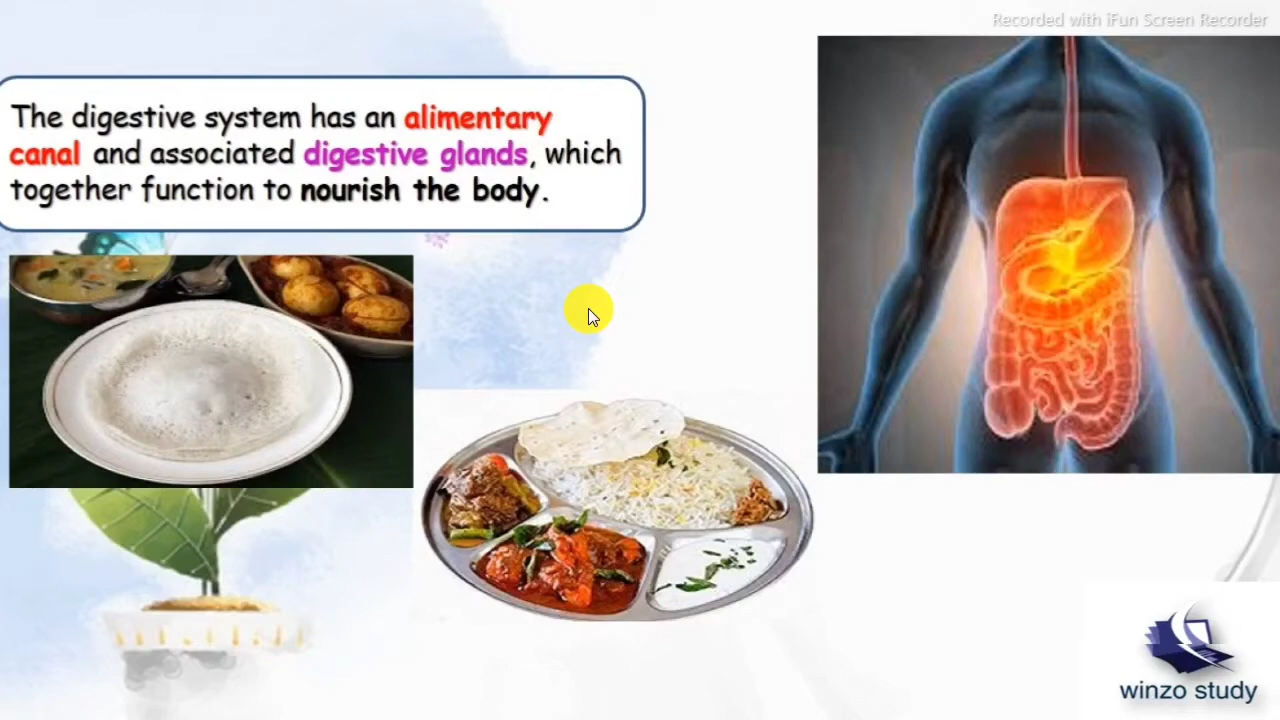 Recorded with iFun Screen Recorder
The digestive system has an alimentary
canal and associated digestive glands, which
together function to nourish the body.
winzo study